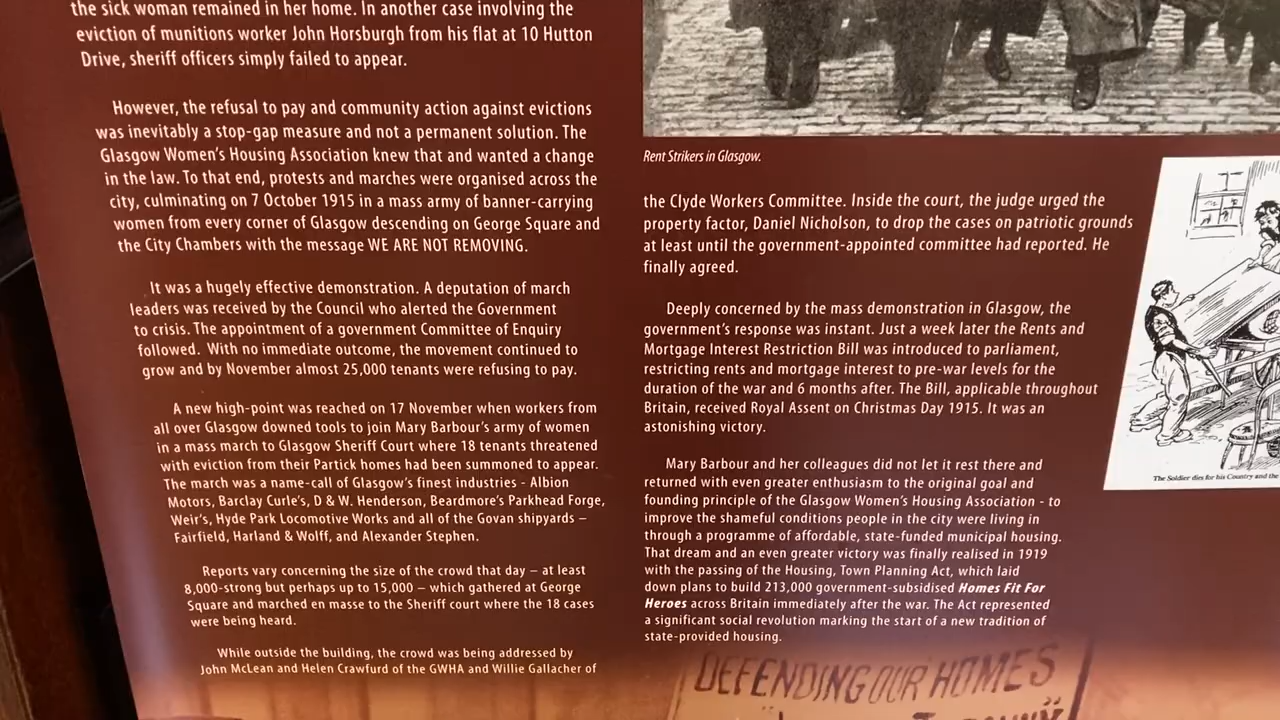 the sick woman remained in her home. In another case involving the
eviction of munitions worker John Horsburgh from his flat at 10 Hutton
Drive, sheriff officers simply failed to appear.
However, the refusal to pay and community action against evictions
was inevitably a stop-gap measure and not a permanent solution. The
Glasgow Women's Housing Association knew that and wanted a change
in the law. To that end, protests and marches were organised across the
city, culminating on 7 October 1915 in a mass army of banner-carrying
women from every corner of Glasgow descending on George Square and
the City Chambers with the message WE ARE NOT REMOVING.
It was a hugely effective demonstration. A deputation of march
leaders was received by the Council who alerted the Government
to crisis. The appointment of a government Committee of Enquiry
followed. With no immediate outcome, the movement continued to
grow and by November almost 25,000 tenants were refusing to pay.
A new high-point was reached on 17 November when workers from
all over Glasgow downed tools to join Mary Barbour's army of women
in a mass march to Glasgow Sheriff Court where 18 tenants threatened
with eviction from their Partick homes had been summoned to appear.
The march was a name-call of Glasgow's finest industries - Albion
Motors, Barclay Curle's, D & W. Henderson, Beardmore's Parkhead Forge,
Weir's, Hyde Park Locomotive Works and all of the Govan shipyards –
Fairfield, Harland & Wolff, and Alexander Stephen.
Reports vary concerning the size of the crowd that day – at least
8,000-strong but perhaps up to 15,000 – which gathered at George
Square and marched en masse to the Sheriff court where the 18 cases
were being heard.
While outside the building, the crowd was being addressed by
John McLean and Helen Crawfurd of the GWHA and Willie Gallacher of
Rent Strikers in Glasgow.
the Clyde Workers Committee. Inside the court, the judge urged the
property factor, Daniel Nicholson, to drop the cases on patriotic grounds
at least until the government-appointed committee had reported. He
finally agreed.
Deeply concerned by the mass demonstration in Glasgow, the
government's response was instant. Just a week later the Rents and
Mortgage Interest Restriction Bill was introduced to parliament,
restricting rents and mortgage interest to pre-war levels for the
duration of the war and 6 months after. The Bill, applicable throughout
Britain, received Royal Assent on Christmas Day 1915. It was an
astonishing victory.
Mary Barbour and her colleagues did not let it rest there and
returned with even greater enthusiasm to the original goal and
founding principle of the Glasgow Women's Housing Association - to
improve the shameful conditions people in the city were living in
through a programme of affordable, state-funded municipal housing.
That dream and an even greater victory was finally realised in 1919
with the passing of the Housing, Town Planning Act, which laid
down plans to build 213,000 government-subsidised Homes Fit For
Heroes across Britain immediately after the war. The Act represented
a significant social revolution marking the start of a new tradition of
state-provided housing.
The Soldier dies for his Country and the
DEFENDING OUR HOMES